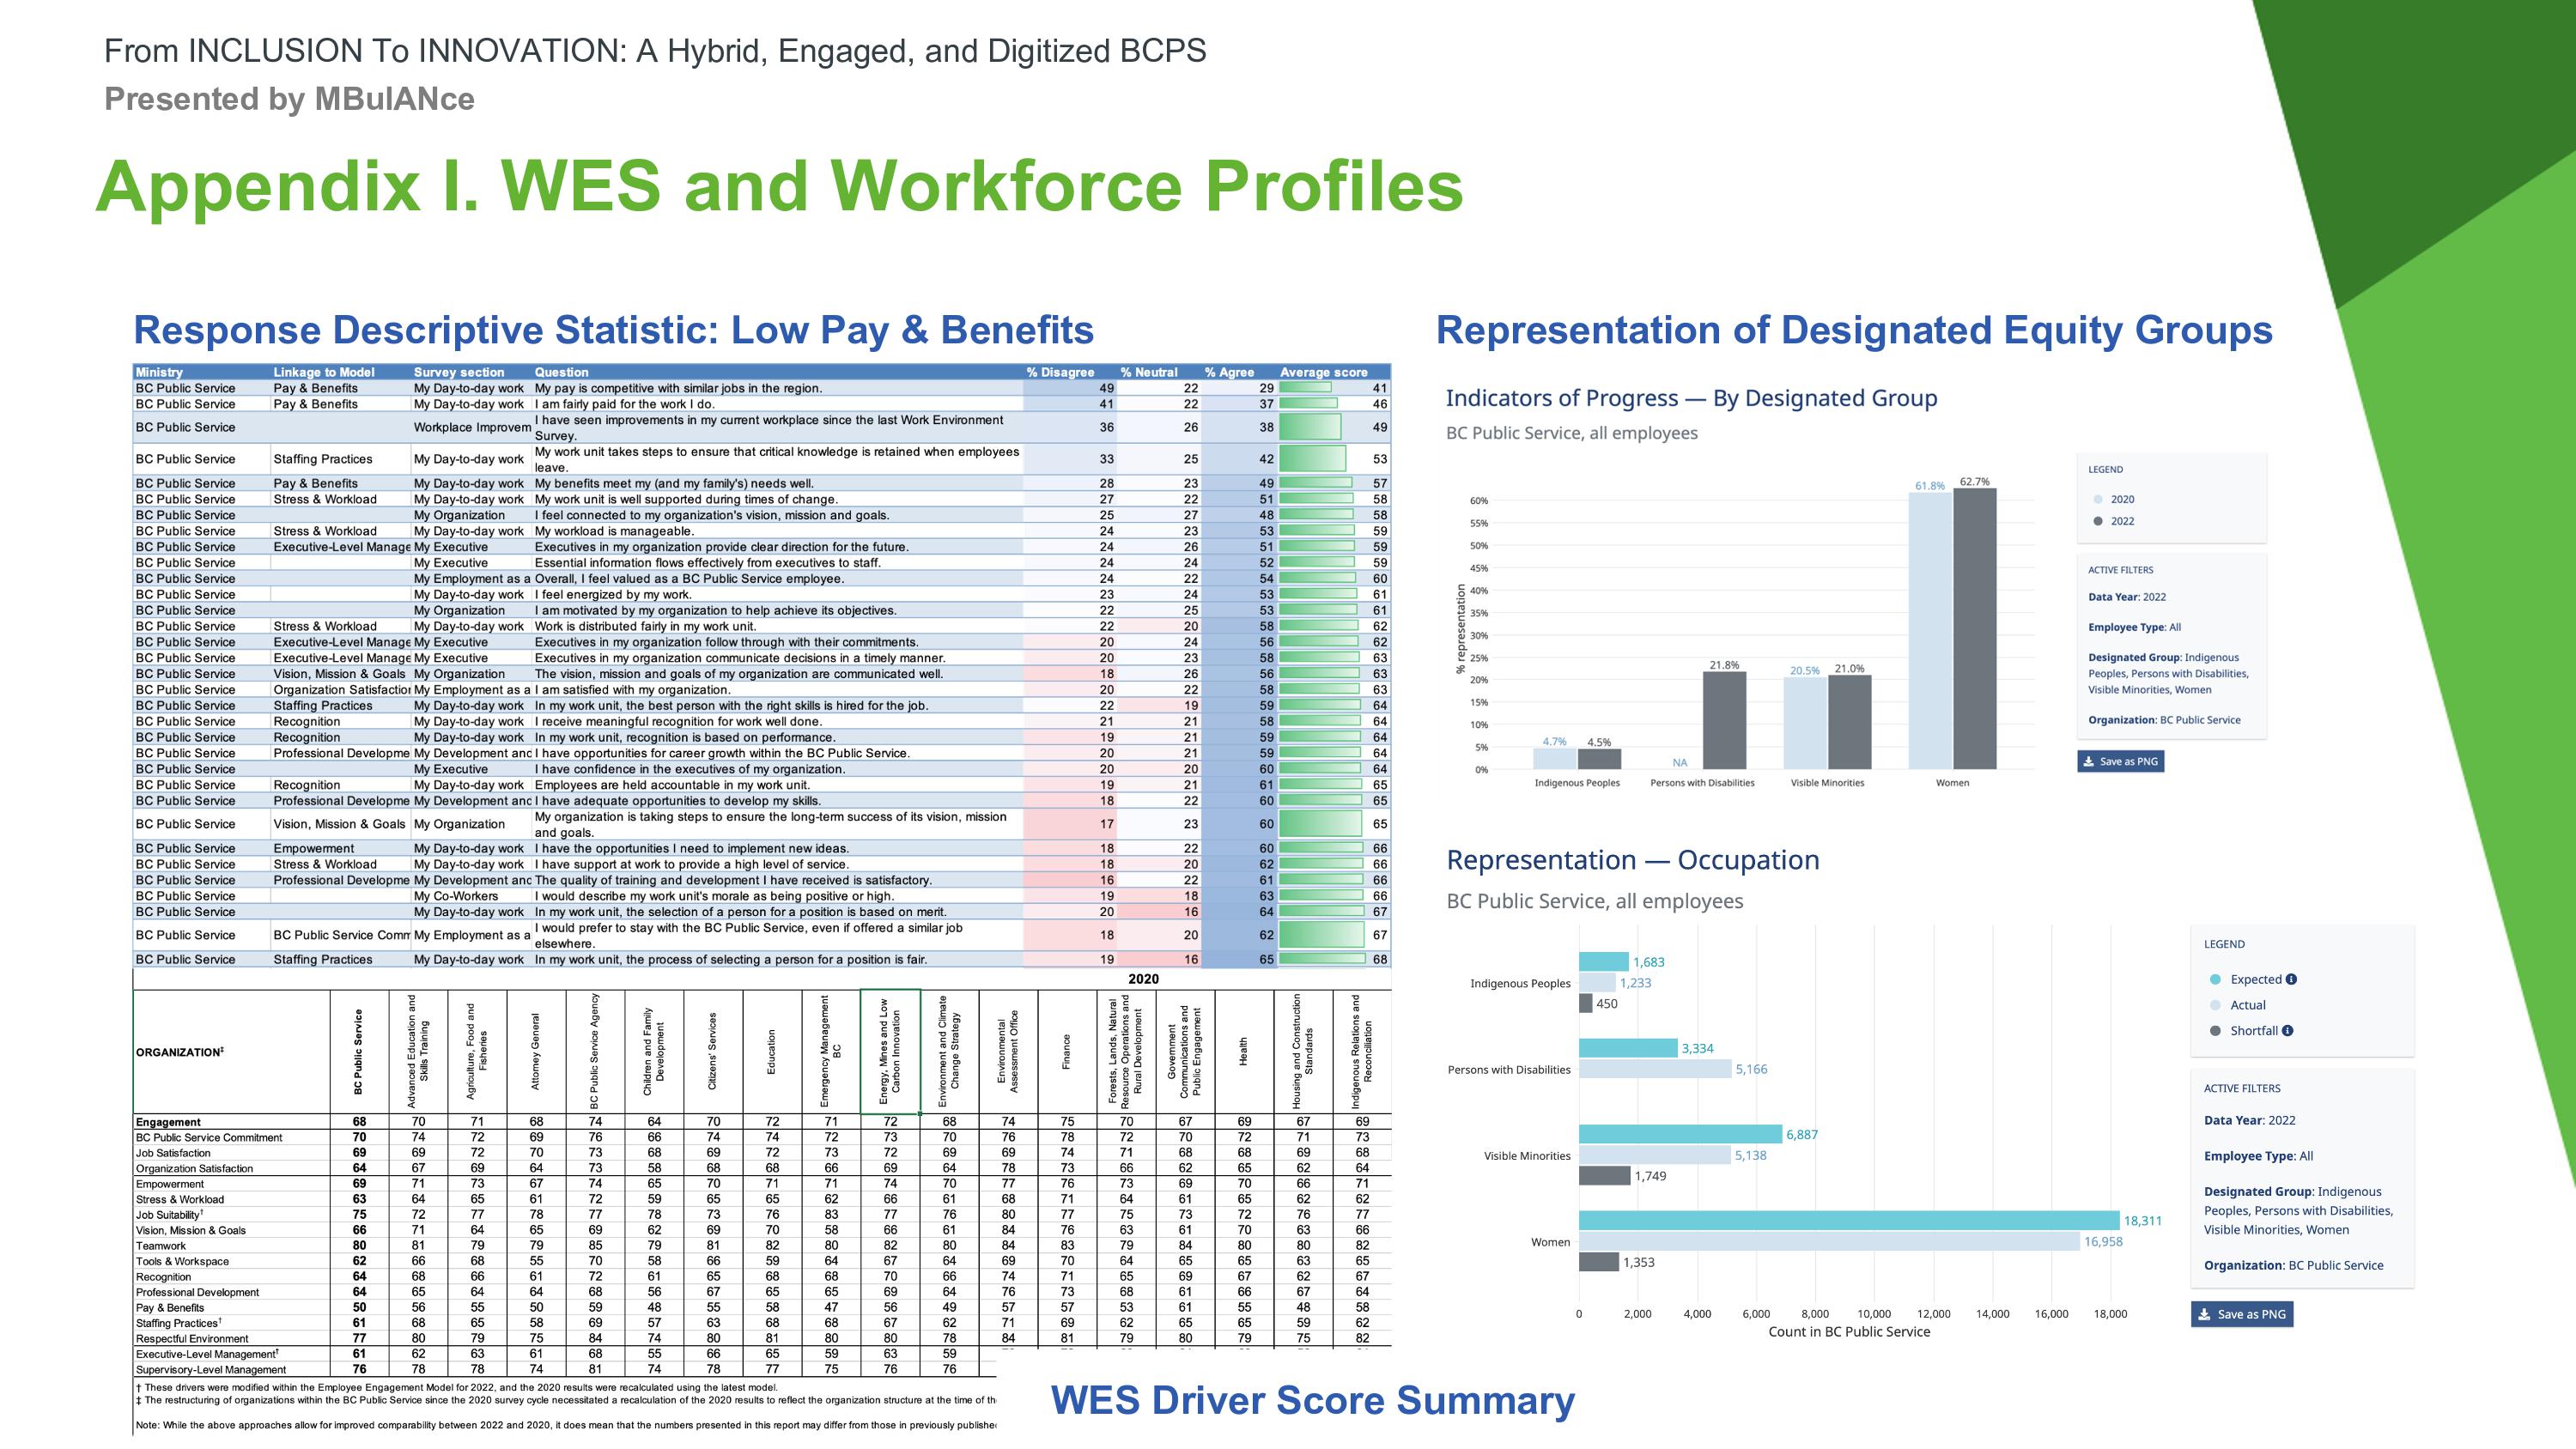 From INCLUSION To INNOVATION: A Hybrid, Engaged, and Digitized BCPS
Presented by MBulANce
Appendix I. WES and Workforce Profiles
Response Descriptive Statistic: Low Pay & Benefits
Ministry Linkage to Model Survey section Question % Disagree % Neutral % Agree Average score
BC Public Service Pay & Benefits My Day-to-day work My pay is competitive with similar jobs in the region. 49 22 29 41
BC Public Service Pay & Benefits My Day-to-day work I am fairly paid for the work I do. 41 22 37 46
BC Public Service Workplace Improvem I have seen improvements in my current workplace since the last Work Environment
Survey. 36 26 38 49
BC Public Service Staffing Practices My Day-to-day work My work unit takes steps to ensure that critical knowledge is retained when employees
leave. 33 25 42 53
BC Public Service Pay & Benefits My Day-to-day work My benefits meet my (and my family's) needs well. 28 23 49 57
BC Public Service Stress & Workload My Day-to-day work My work unit is well supported during times of change. 27 22 51 58
BC Public Service My Organization I feel connected to my organization's vision, mission and goals. 25 27 48 58
BC Public Service Stress & Workload My Day-to-day work My workload is manageable. 24 23 53 59
BC Public Service Executive-Level Manage My Executive Executives in my organization provide clear direction for the future. 24 26 51 59
BC Public Service My Executive Essential information flows effectively from executives to staff. 24 24 52 59
BC Public Service My Employment as a Overall, I feel valued as a BC Public Service employee. 24 22 54 60
BC Public Service My Day-to-day work I feel energized by my work. 23 24 53 61
BC Public Service My Organization I am motivated by my organization to help achieve its objectives. 22 25 53 61
BC Public Service Stress & Workload My Day-to-day work Work is distributed fairly in my work unit. 22 20 58 62
BC Public Service Executive-Level Manage My Executive Executives in my organization follow through with their commitments. 20 24 56 62
BC Public Service Executive-Level Manage My Executive Executives in my organization communicate decisions in a timely manner. 20 23 58 63
BC Public Service Vision, Mission & Goals My Organization The vision, mission and goals of my organization are communicated well. 18 26 56 63
BC Public Service Organization Satisfaction My Employment as a I am satisfied with my organization. 20 22 58 63
BC Public Service Staffing Practices My Day-to-day work In my work unit, the best person with the right skills is hired for the job. 22 19 59 64
BC Public Service Recognition My Day-to-day work I receive meaningful recognition for work well done. 21 21 58 64
BC Public Service Recognition My Day-to-day work In my work unit, recognition is based on performance. 19 21 59 64
BC Public Service Professional Developme My Development and I have opportunities for career growth within the BC Public Service. 20 21 59 64
BC Public Service My Executive I have confidence in the executives of my organization. 20 20 60 64
BC Public Service Recognition My Day-to-day work Employees are held accountable in my work unit. 19 21 61 65
BC Public Service Professional Developme My Development and I have adequate opportunities to develop my skills. 18 22 60 65
BC Public Service Vision, Mission & Goals My Organization My organization is taking steps to ensure the long-term success of its vision, mission
and goals. 17 23 60 65
BC Public Service Empowerment My Day-to-day work I have the opportunities I need to implement new ideas. 18 22 60 66
BC Public Service Stress & Workload My Day-to-day work I have support at work to provide a high level of service. 18 20 62 66
BC Public Service Professional Developme My Development and The quality of training and development I have received is satisfactory. 16 22 61 66
BC Public Service My Co-Workers I would describe my work unit's morale as being positive or high. 19 18 63 66
BC Public Service My Day-to-day work In my work unit, the selection of a person for a position is based on merit. 20 16 64 67
BC Public Service BC Public Service Comm My Employment as a I would prefer to stay with the BC Public Service, even if offered a similar job
elsewhere. 18 20 62 67
BC Public Service Staffing Practices My Day-to-day work In my work unit, the process of selecting a person for a position is fair. 19 16 65 68
2020
ORGANIZATION‡
BC Public Service
Advanced Education and
Skills Training
Agriculture, Food and
Fisheries
Attorney General
BC Public Service Agency
Children and Family
Development
Citizens' Services
Education
Emergency Management
BC
Energy, Mines and Low
Carbon Innovation
Environment and Climate
Change Strategy
Environmental
Assessment Office
Finance
Forests, Lands, Natural
Resource Operations and
Rural Development
Government
Communications and
Public Engagement
Health
Housing and Construction
Standards
Indigenous Relations and
Reconciliation
Engagement 68 70 71 68 74 64 70 72 71 72 68 74 75 70 67 69 67 69
BC Public Service Commitment 70 74 72 69 76 66 74 74 72 73 70 76 78 72 70 72 71 73
Job Satisfaction 69 69 72 70 73 68 69 72 73 72 69 69 74 71 68 68 69 68
Organization Satisfaction 64 67 69 64 73 58 68 68 66 69 64 78 73 66 62 65 62 64
Empowerment 69 71 73 67 74 65 70 71 71 74 70 77 76 73 69 70 66 71
Stress & Workload 63 64 65 61 72 59 65 65 62 66 61 68 71 64 61 65 62 62
Job Suitability† 75 72 77 78 77 78 73 76 83 77 76 80 77 75 73 72 76 77
Vision, Mission & Goals 66 71 64 65 69 62 69 70 58 66 61 84 76 63 61 70 63 66
Teamwork 80 81 79 79 85 79 81 82 80 82 80 84 83 79 84 80 80 82
Tools & Workspace 62 66 68 55 70 58 66 59 64 67 64 69 70 64 65 65 63 65
Recognition 64 68 66 61 72 61 65 68 68 70 66 74 71 65 69 67 62 67
Professional Development 64 65 64 64 68 56 67 65 65 69 64 76 73 68 61 66 67 64
Pay & Benefits 50 56 55 50 59 48 55 58 47 56 49 57 57 53 61 55 48 58
Staffing Practices† 61 68 65 58 69 57 63 68 68 67 62 71 69 62 65 65 59 62
Respectful Environment 77 80 79 75 84 74 80 81 80 80 78 84 81 79 80 79 75 82
Executive-Level Management† 61 62 63 61 68 55 66 65 59 63 59
Supervisory-Level Management 76 78 78 74 81 74 78 77 75 76 76
† These drivers were modified within the Employee Engagement Model for 2022, and the 2020 results were recalculated using the latest model.
‡ The restructuring of organizations within the BC Public Service since the 2020 survey cycle necessitated a recalculation of the 2020 results to reflect the organization structure at the time of th
Note: While the above approaches allow for improved comparability between 2022 and 2020, it does mean that the numbers presented in this report may differ from those in previously publishe
WES Driver Score Summary
Representation of Designated Equity Groups
Indicators of Progress — By Designated Group
BC Public Service, all employees
% representation
60%
55%
50%
45%
40%
35%
30%
25%
20%
15%
10%
5%
0%
4.7% 4.5%
NA 21.8%
20.5% 21.0%
61.8% 62.7%
Indigenous Peoples Persons with Disabilities Visible Minorities Women
LEGEND
2020
2022
ACTIVE FILTERS
Data Year: 2022
Employee Type: All
Designated Group: Indigenous
Peoples, Persons with Disabilities,
Visible Minorities, Women
Organization: BC Public Service
Save as PNG
Representation — Occupation
BC Public Service, all employees
Indigenous Peoples
1,683
1,233
450
Persons with Disabilities
3,334
5,166
Visible Minorities
6,887
5,138
1,749
Women
18,311
16,958
1,353
0 2,000 4,000 6,000 8,000 10,000 12,000 14,000 16,000 18,000
Count in BC Public Service
LEGEND
Expected
Actual
Shortfall
ACTIVE FILTERS
Data Year: 2022
Employee Type: All
Designated Group: Indigenous
Peoples, Persons with Disabilities,
Visible Minorities, Women
Organization: BC Public Service
Save as PNG